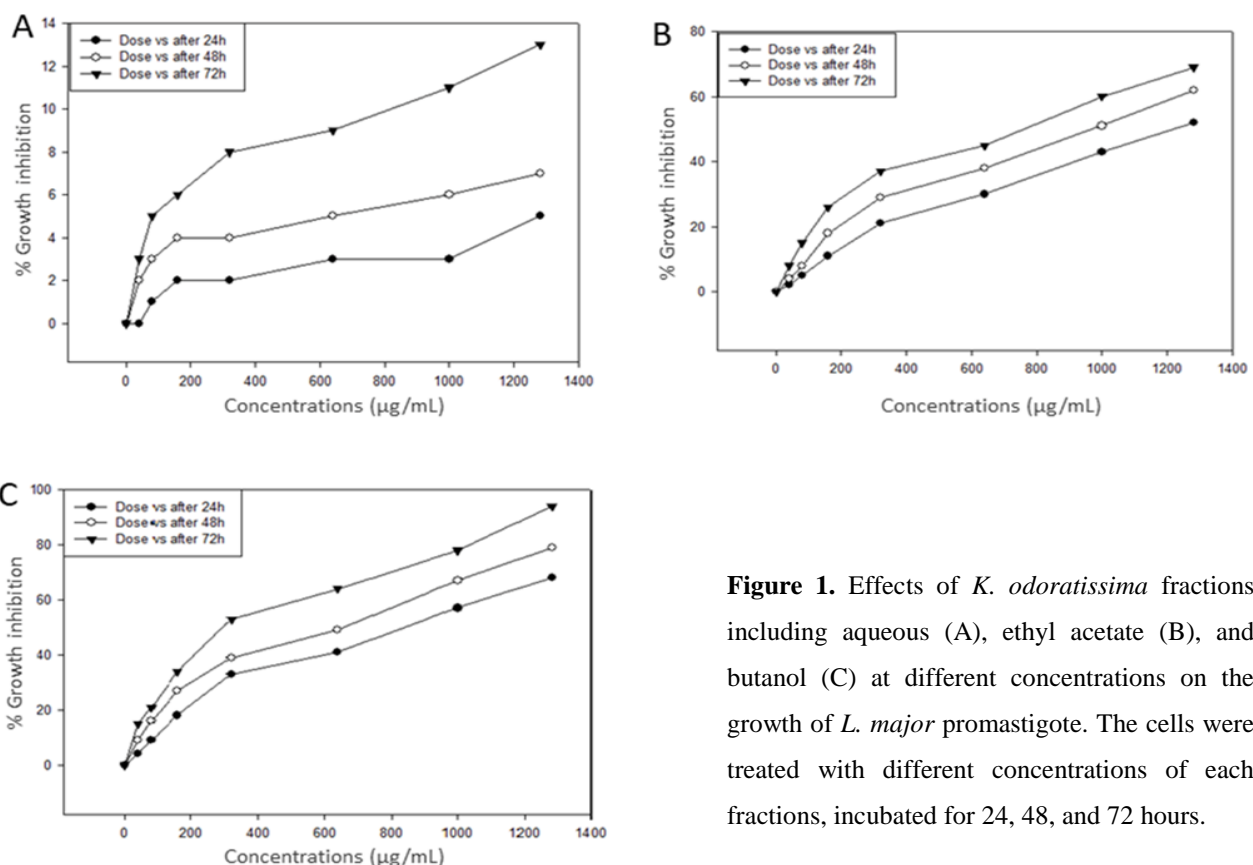 A
Dose vs after 24h
Dose vs after 48h
Dose vs after 72h
% Growth inhibition
14
12
10
8
6
4
2
0
0 200 400 600 800 1000 1200 1400
Concentrations (µg/mL)
B
Dose vs after 24h
Dose vs after 48h
Dose vs after 72h
% Growth inhibition
80
60
40
20
0
0 200 400 600 800 1000 1200 1400
Concentrations (µg/mL)
C
Dose vs after 24h
Dose vs after 48h
Dose vs after 72h
% Growth inhibition
100
80
60
40
20
0
0 200 400 600 800 1000 1200 1400
Concentrations (µg/mL)
Figure 1. Effects of K. odoratissima fractions
including aqueous (A), ethyl acetate (B), and
butanol (C) at different concentrations on the
growth of L. major promastigote. The cells were
treated with different concentrations of each
fractions, incubated for 24, 48, and 72 hours.